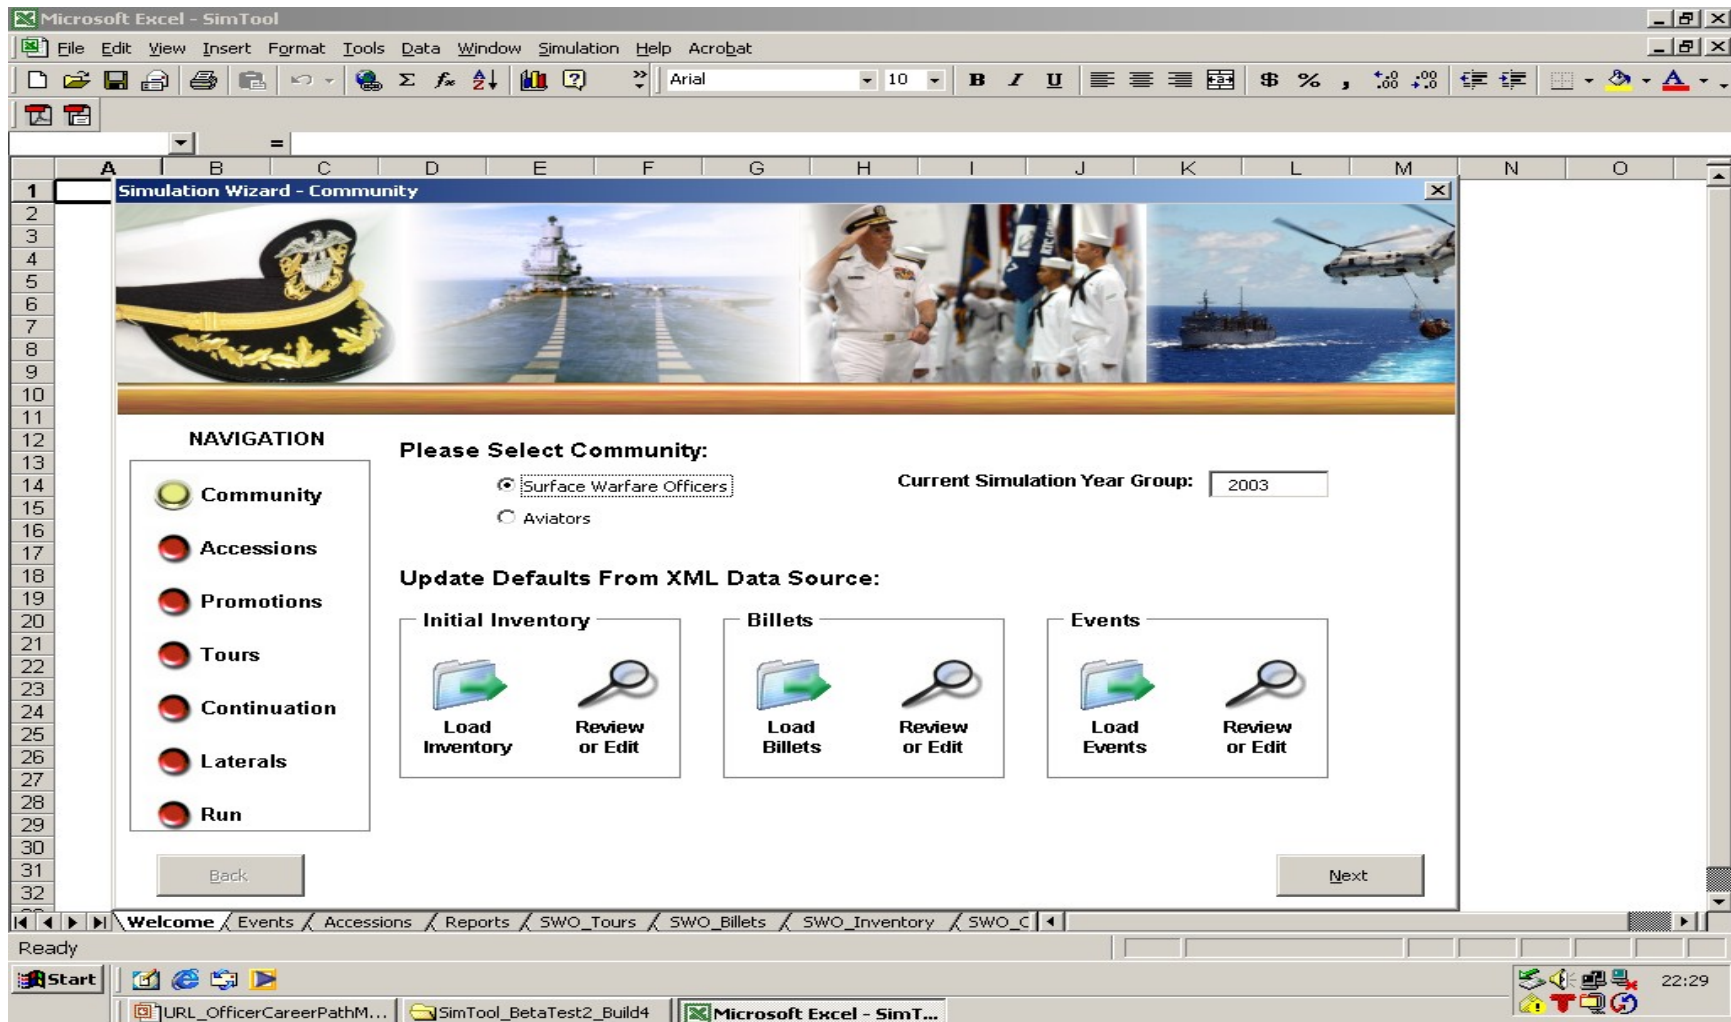 Microsoft Excel - SimTool
File Edit View Insert Format Tools Data Window Simulation Help Acrobat
Arial 10 B I U $ % ,
=
A B C D E F G H I J K L M N O
1
2
3
4
5
6
7
8
9
10
11
12
13
14
15
16
17
18
19
20
21
22
23
24
25
26
27
28
29
30
31
32
Simulation Wizard - Community
NAVIGATION
Community
Accessions
Promotions
Tours
Continuation
Laterals
Run
Please Select Community:
Surface Warfare Officers
Aviators
Current Simulation Year Group: 2003
Update Defaults From XML Data Source:
Initial Inventory
Load Inventory
Review or Edit
Billets
Load Billets
Review or Edit
Events
Load Events
Review or Edit
Back
Next
Welcome Events Accessions Reports SWO_Tours SWO_Billets SWO_Inventory SWO_C
Ready
Start
22:29
URL_OfficerCareerPathM... SimTool_BetaTest2_Build4 Microsoft Excel - SimT...